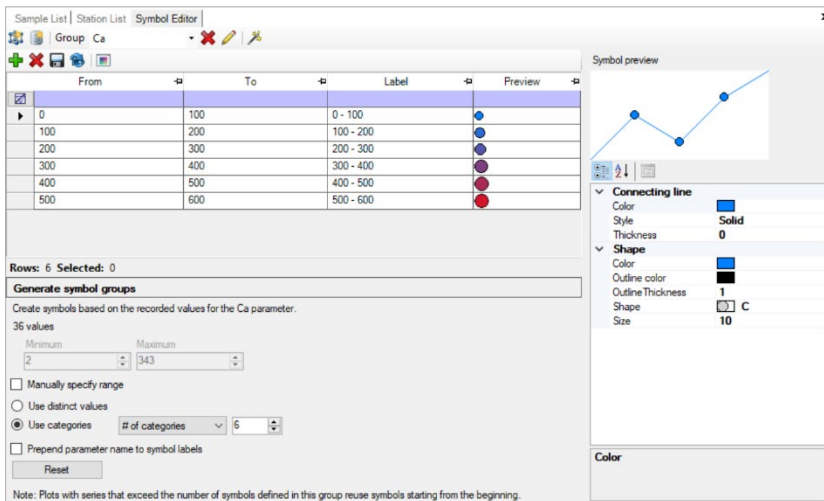 Sample List Station List Symbol Editor
Group Ca
From To Label Preview
0 100 0 - 100
100 200 100 - 200
200 300 200 - 300
300 400 300 - 400
400 500 400 - 500
500 600 500 - 600
Rows: 6 Selected: 0
Generate symbol groups
Create symbols based on the recorded values for the Ca parameter.
36 values
Minimum Maximum
2 343
Manually specify range
Use distinct values
Use categories # of categories 6
Prepend parameter name to symbol labels
Reset
Note: Plots with series that exceed the number of symbols defined in this group reuse symbols starting from the beginning.
Symbol preview
Connecting line
Color
Style Solid
Thickness 0
Shape
Color
Outline color
OutlineThickness 1
Shape C
Size 10
Color